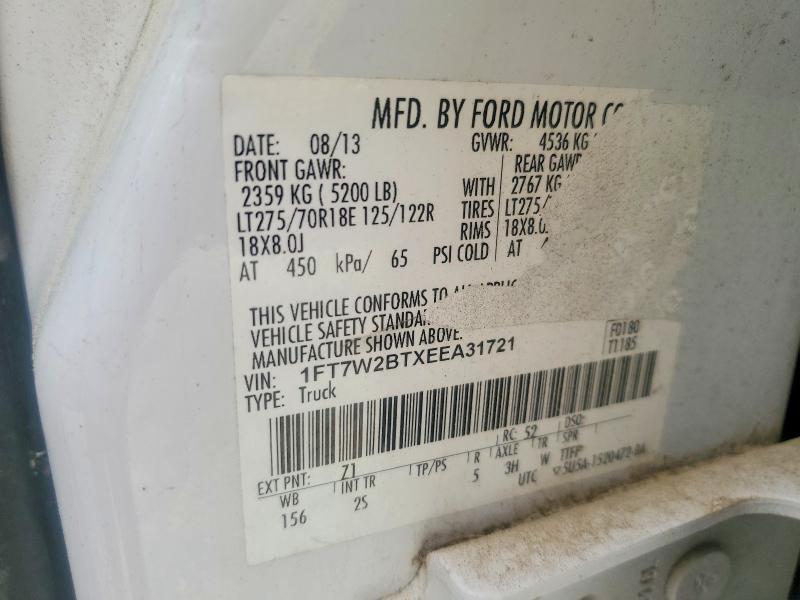 MFD. BY FORD MOTOR CO
DATE: 08/13 GVWR: 4536 KG
FRONT GAWR: REAR GAWR
2359 KG ( 5200 LB) WITH 2767 KG
LT275/70R18E 125/122R TIRES LT275/
18X8.0J RIMS 18X8.0
AT 450 kPa/ 65 PSI COLD AT
THIS VEHICLE CONFORMS TO
VEHICLE SAFETY STANDA
MANUFACTURE SHOWN ABOVE.
VIN: 1FT7W2BTXEEA31721 F0180
TYPE: Truck T1185
EXT PNT: Z1 RC: 52 DSO:
WB INT TR TP/PS R AXLE TR SPR
156 2S 5 3H W TTFP
UTC